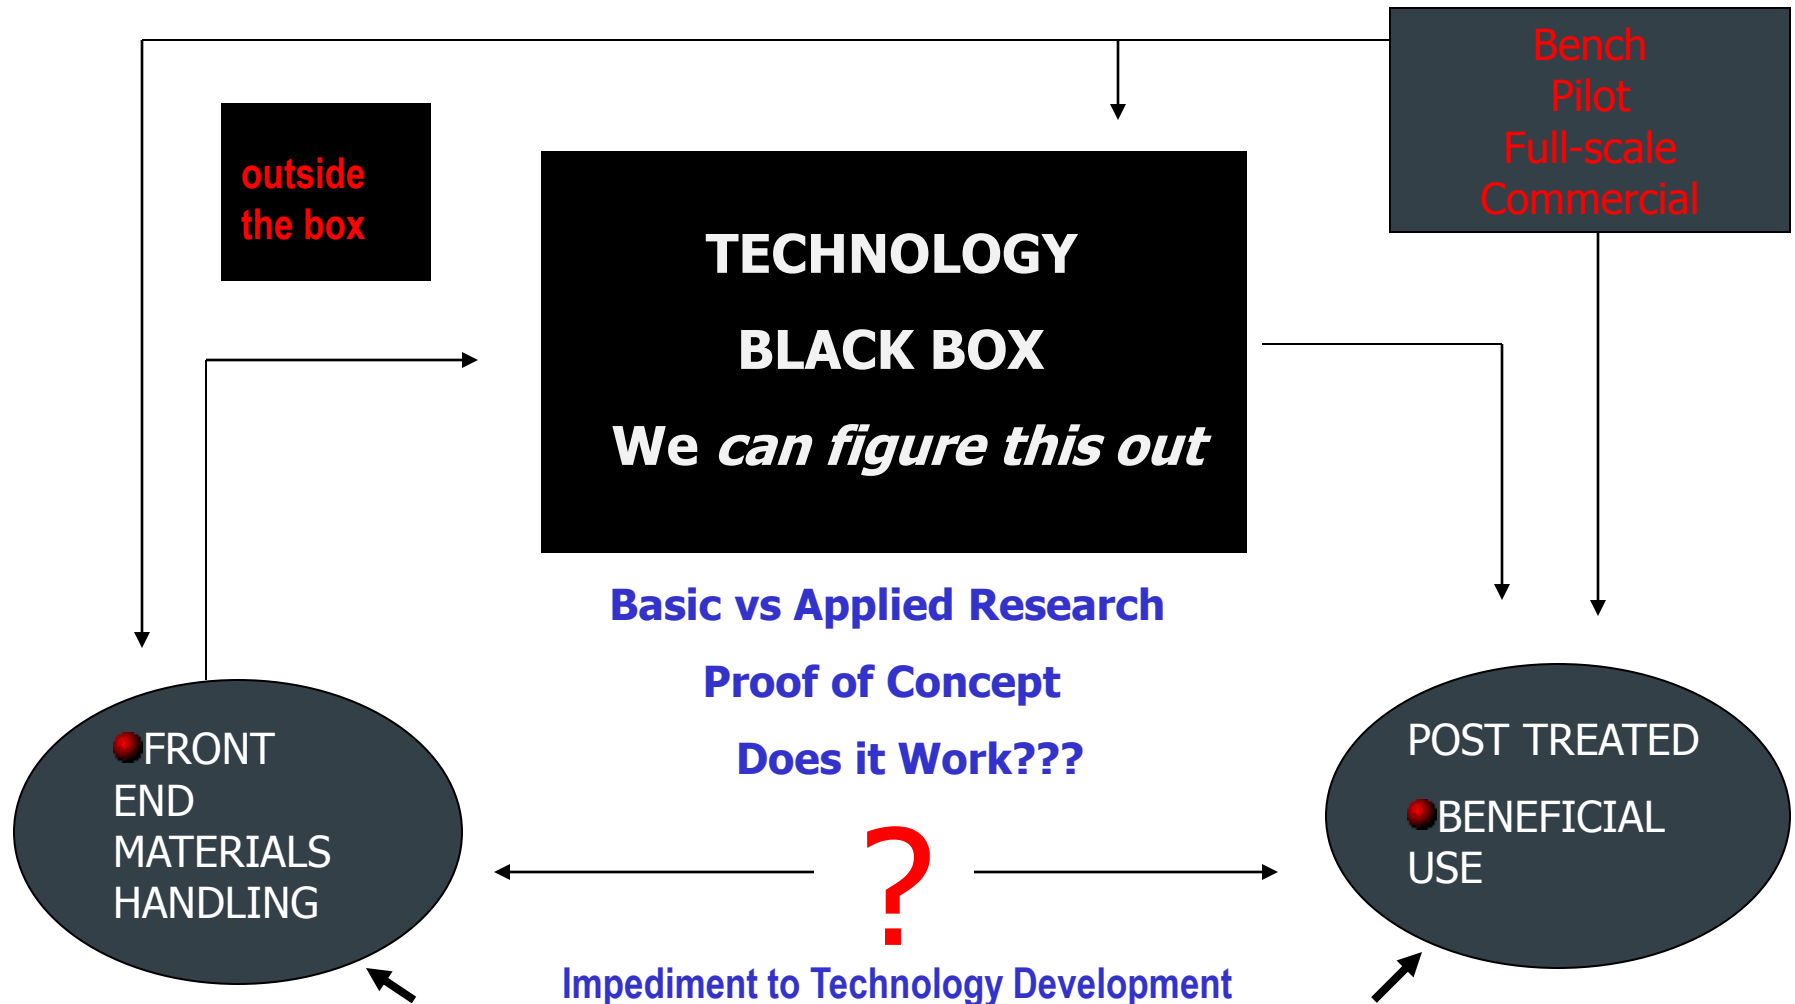 Bench
Pilot
Full-scale
Commercial
outside
the box
TECHNOLOGY
BLACK BOX
We can figure this out
Basic vs Applied Research
Proof of Concept
Does it Work???
FRONT
END
MATERIALS
HANDLING
POST TREATED
BENEFICIAL
USE
?
Impediment to Technology Development